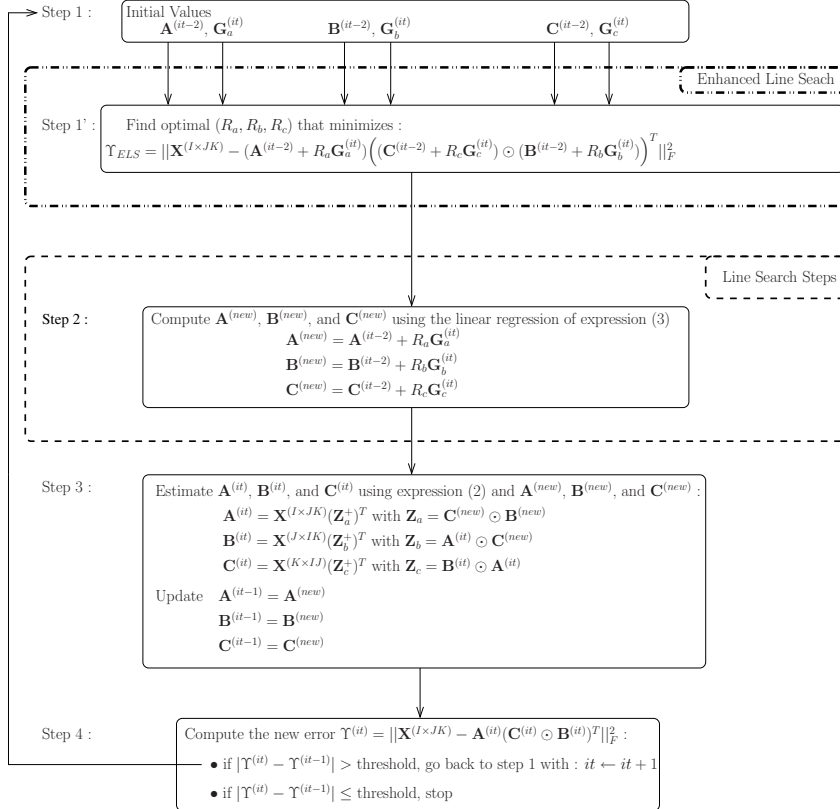 Step 1 :
Initial Values
A^{(it-2)}, G_a^{(it)} B^{(it-2)}, G_b^{(it)} C^{(it-2)}, G_c^{(it)}
Enhanced Line Seach
Step 1' :
Find optimal (R_a, R_b, R_c) that minimizes :
Υ_{ELS} = ||X^{(I×JK)} − (A^{(it-2)} + R_a G_a^{(it)}) ((C^{(it-2)} + R_c G_c^{(it)}) ⊙ (B^{(it-2)} + R_b G_b^{(it)}))^T||_F^2
Line Search Steps
Step 2 :
Compute A^{(new)}, B^{(new)}, and C^{(new)} using the linear regression of expression (3)
A^{(new)} = A^{(it-2)} + R_a G_a^{(it)}
B^{(new)} = B^{(it-2)} + R_b G_b^{(it)}
C^{(new)} = C^{(it-2)} + R_c G_c^{(it)}
Step 3 :
Estimate A^{(it)}, B^{(it)}, and C^{(it)} using expression (2) and A^{(new)}, B^{(new)}, and C^{(new)} :
A^{(it)} = X^{(I×JK)}(Z_a^+)^T with Z_a = C^{(new)} ⊙ B^{(new)}
B^{(it)} = X^{(J×IK)}(Z_b^+)^T with Z_b = A^{(it)} ⊙ C^{(new)}
C^{(it)} = X^{(K×IJ)}(Z_c^+)^T with Z_c = B^{(it)} ⊙ A^{(it)}
Update A^{(it-1)} = A^{(new)}
B^{(it-1)} = B^{(new)}
C^{(it-1)} = C^{(new)}
Step 4 :
Compute the new error Υ^{(it)} = ||X^{(I×JK)} − A^{(it)}(C^{(it)} ⊙ B^{(it)})^T||_F^2 :
• if |Υ^{(it)} − Υ^{(it-1)}| > threshold, go back to step 1 with : it ← it + 1
• if |Υ^{(it)} − Υ^{(it-1)}| ≤ threshold, stop